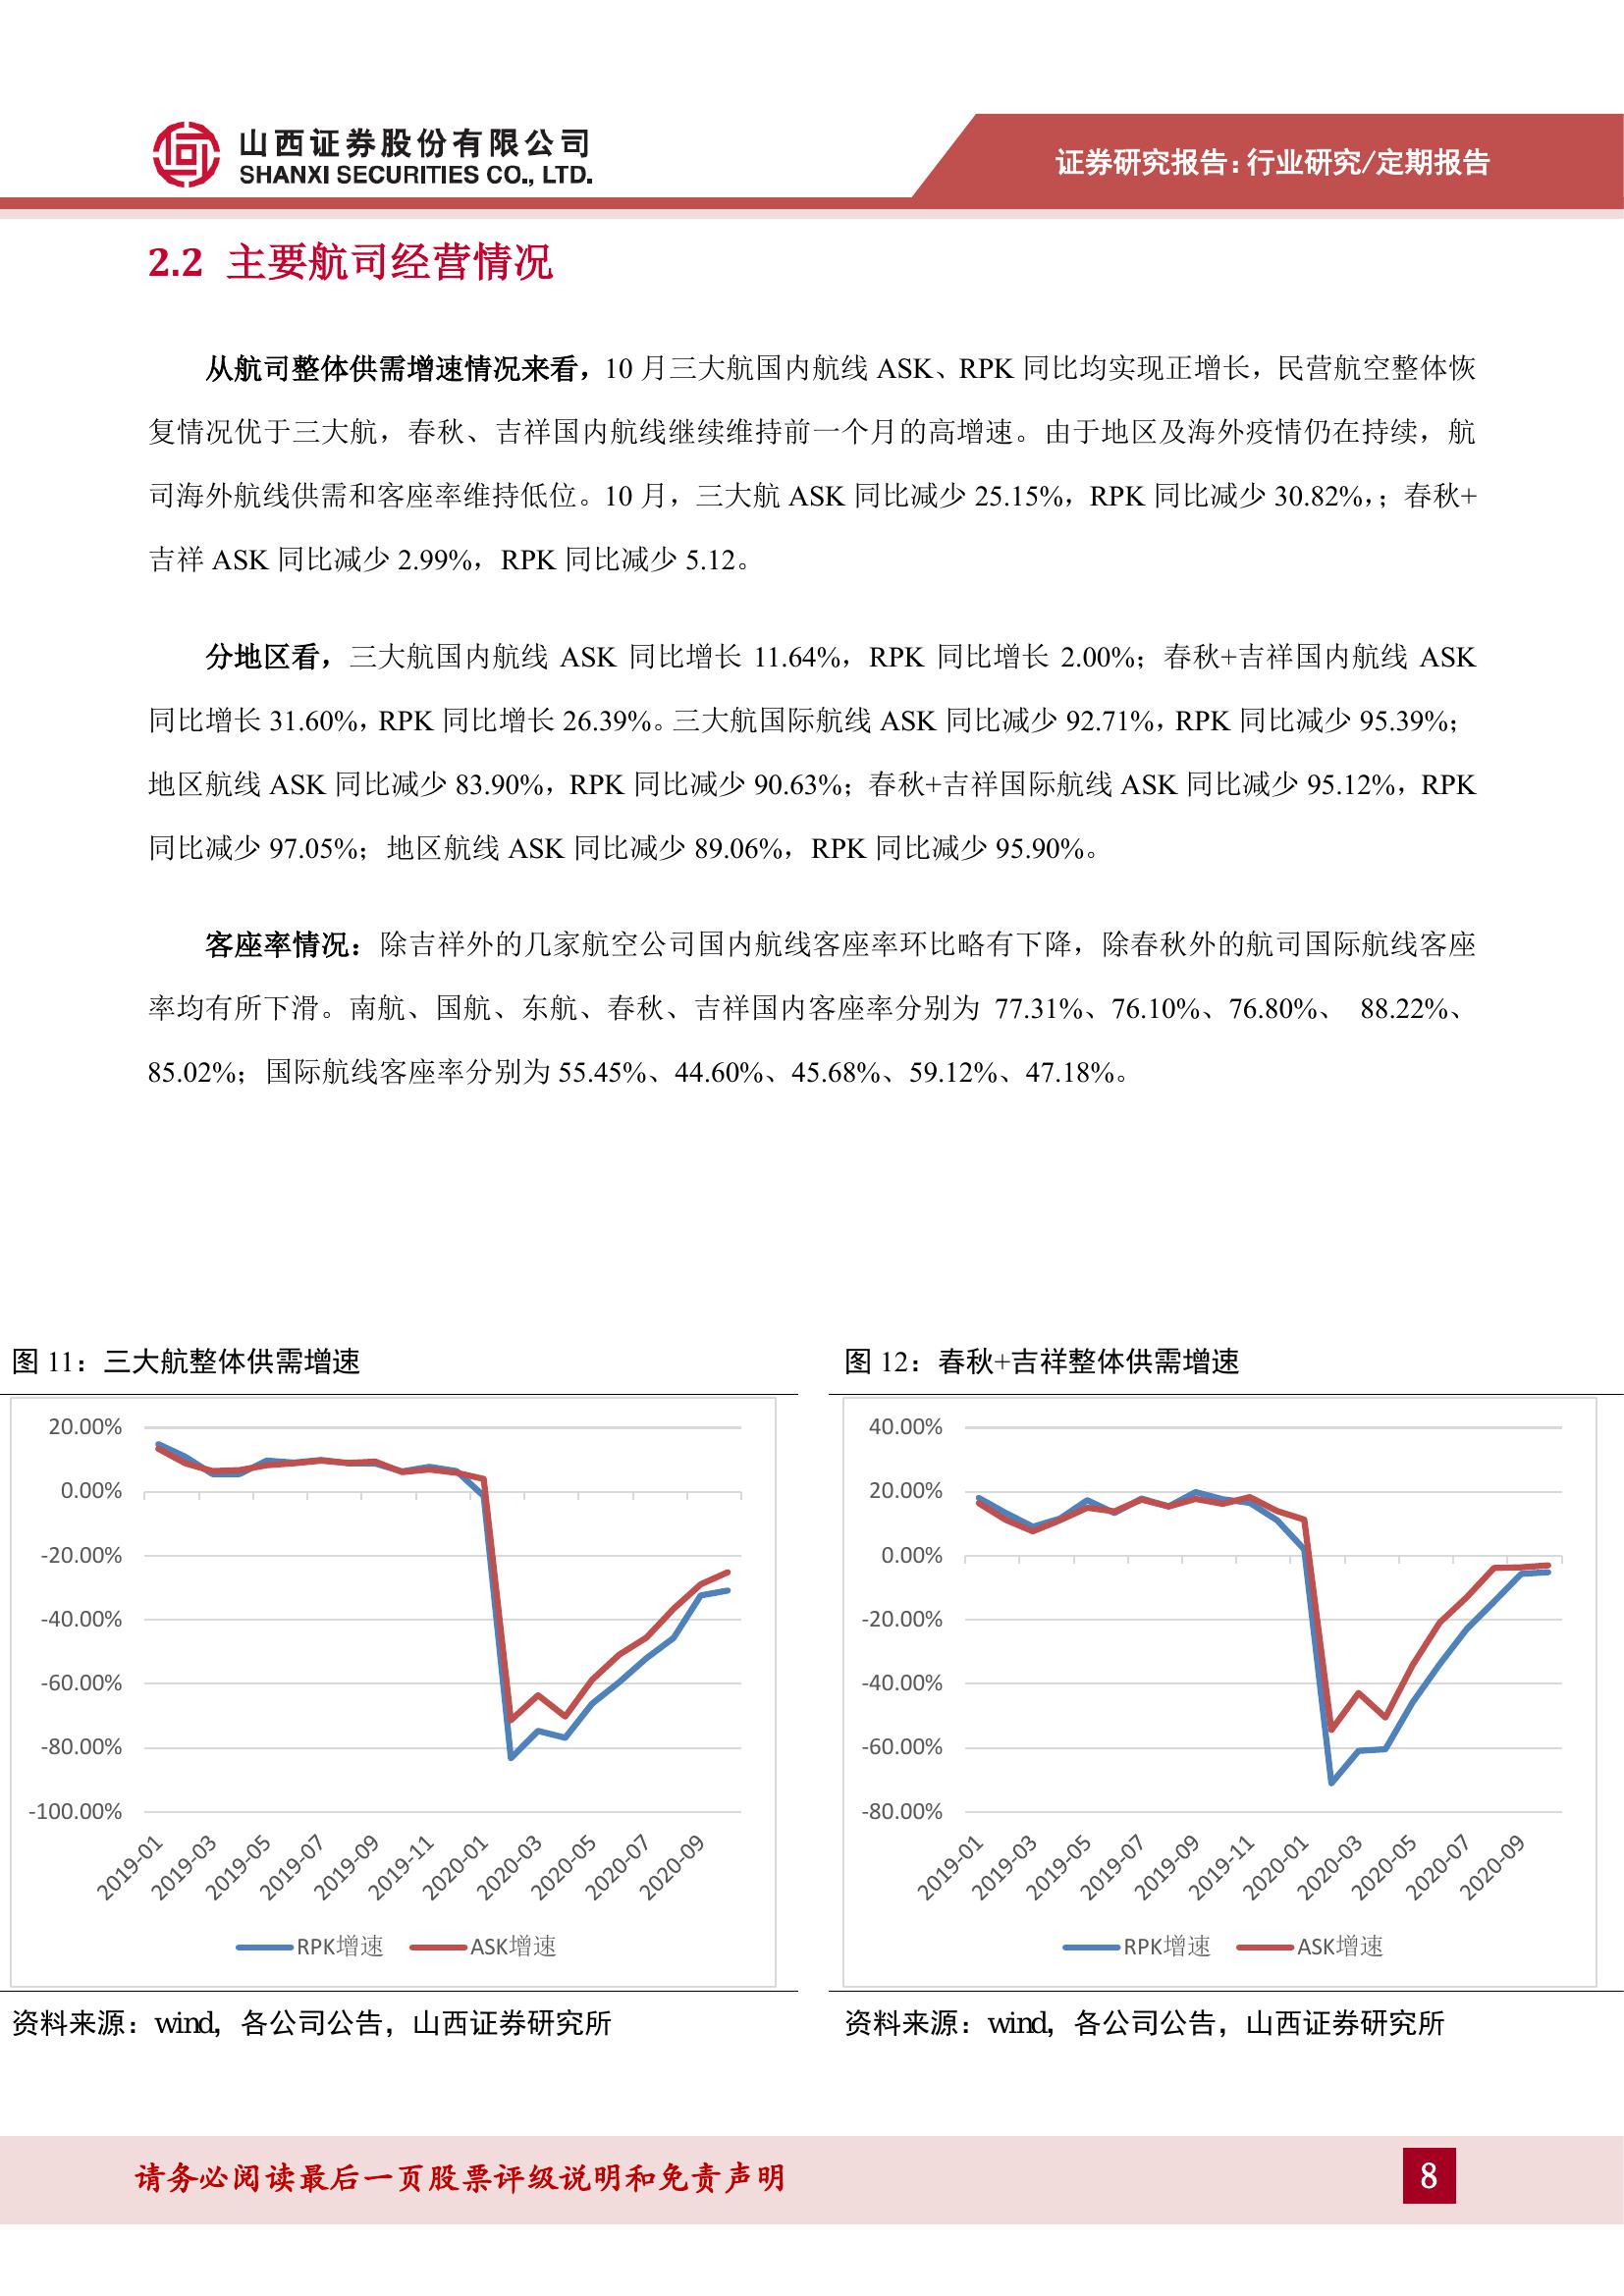 山西证券股份有限公司
SHANXI SECURITIES CO., LTD.
证券研究报告:行业研究/定期报告
2.2 主要航司经营情况
从航司整体供需增速情况来看，10 月三大航国内航线 ASK、RPK 同比均实现正增长，民营航空整体恢
复情况优于三大航，春秋、吉祥国内航线继续维持前一个月的高增速。由于地区及海外疫情仍在持续，航
司海外航线供需和客座率维持低位。10 月，三大航 ASK 同比减少 25.15%，RPK 同比减少 30.82%，；春秋+
吉祥 ASK 同比减少 2.99%，RPK 同比减少 5.12。
分地区看，三大航国内航线 ASK 同比增长 11.64%，RPK 同比增长 2.00%；春秋+吉祥国内航线 ASK
同比增长 31.60%，RPK 同比增长 26.39%。三大航国际航线 ASK 同比减少 92.71%，RPK 同比减少 95.39%；
地区航线 ASK 同比减少 83.90%，RPK 同比减少 90.63%；春秋+吉祥国际航线 ASK 同比减少 95.12%，RPK
同比减少 97.05%；地区航线 ASK 同比减少 89.06%，RPK 同比减少 95.90%。
客座率情况：除吉祥外的几家航空公司国内航线客座率环比略有下降，除春秋外的航司国际航线客座
率均有所下滑。南航、国航、东航、春秋、吉祥国内客座率分别为 77.31%、76.10%、76.80%、 88.22%、
85.02%；国际航线客座率分别为 55.45%、44.60%、45.68%、59.12%、47.18%。
图 11：三大航整体供需增速
20.00%
0.00%
-20.00%
-40.00%
-60.00%
-80.00%
-100.00%
2019-01
2019-03
2019-05
2019-07
2019-09
2019-11
2020-01
2020-03
2020-05
2020-07
2020-09
RPK增速 ASK增速
资料来源：wind，各公司公告，山西证券研究所
图 12：春秋+吉祥整体供需增速
40.00%
20.00%
0.00%
-20.00%
-40.00%
-60.00%
-80.00%
2019-01
2019-03
2019-05
2019-07
2019-09
2019-11
2020-01
2020-03
2020-05
2020-07
2020-09
RPK增速 ASK增速
资料来源：wind，各公司公告，山西证券研究所
请务必阅读最后一页股票评级说明和免责声明
8